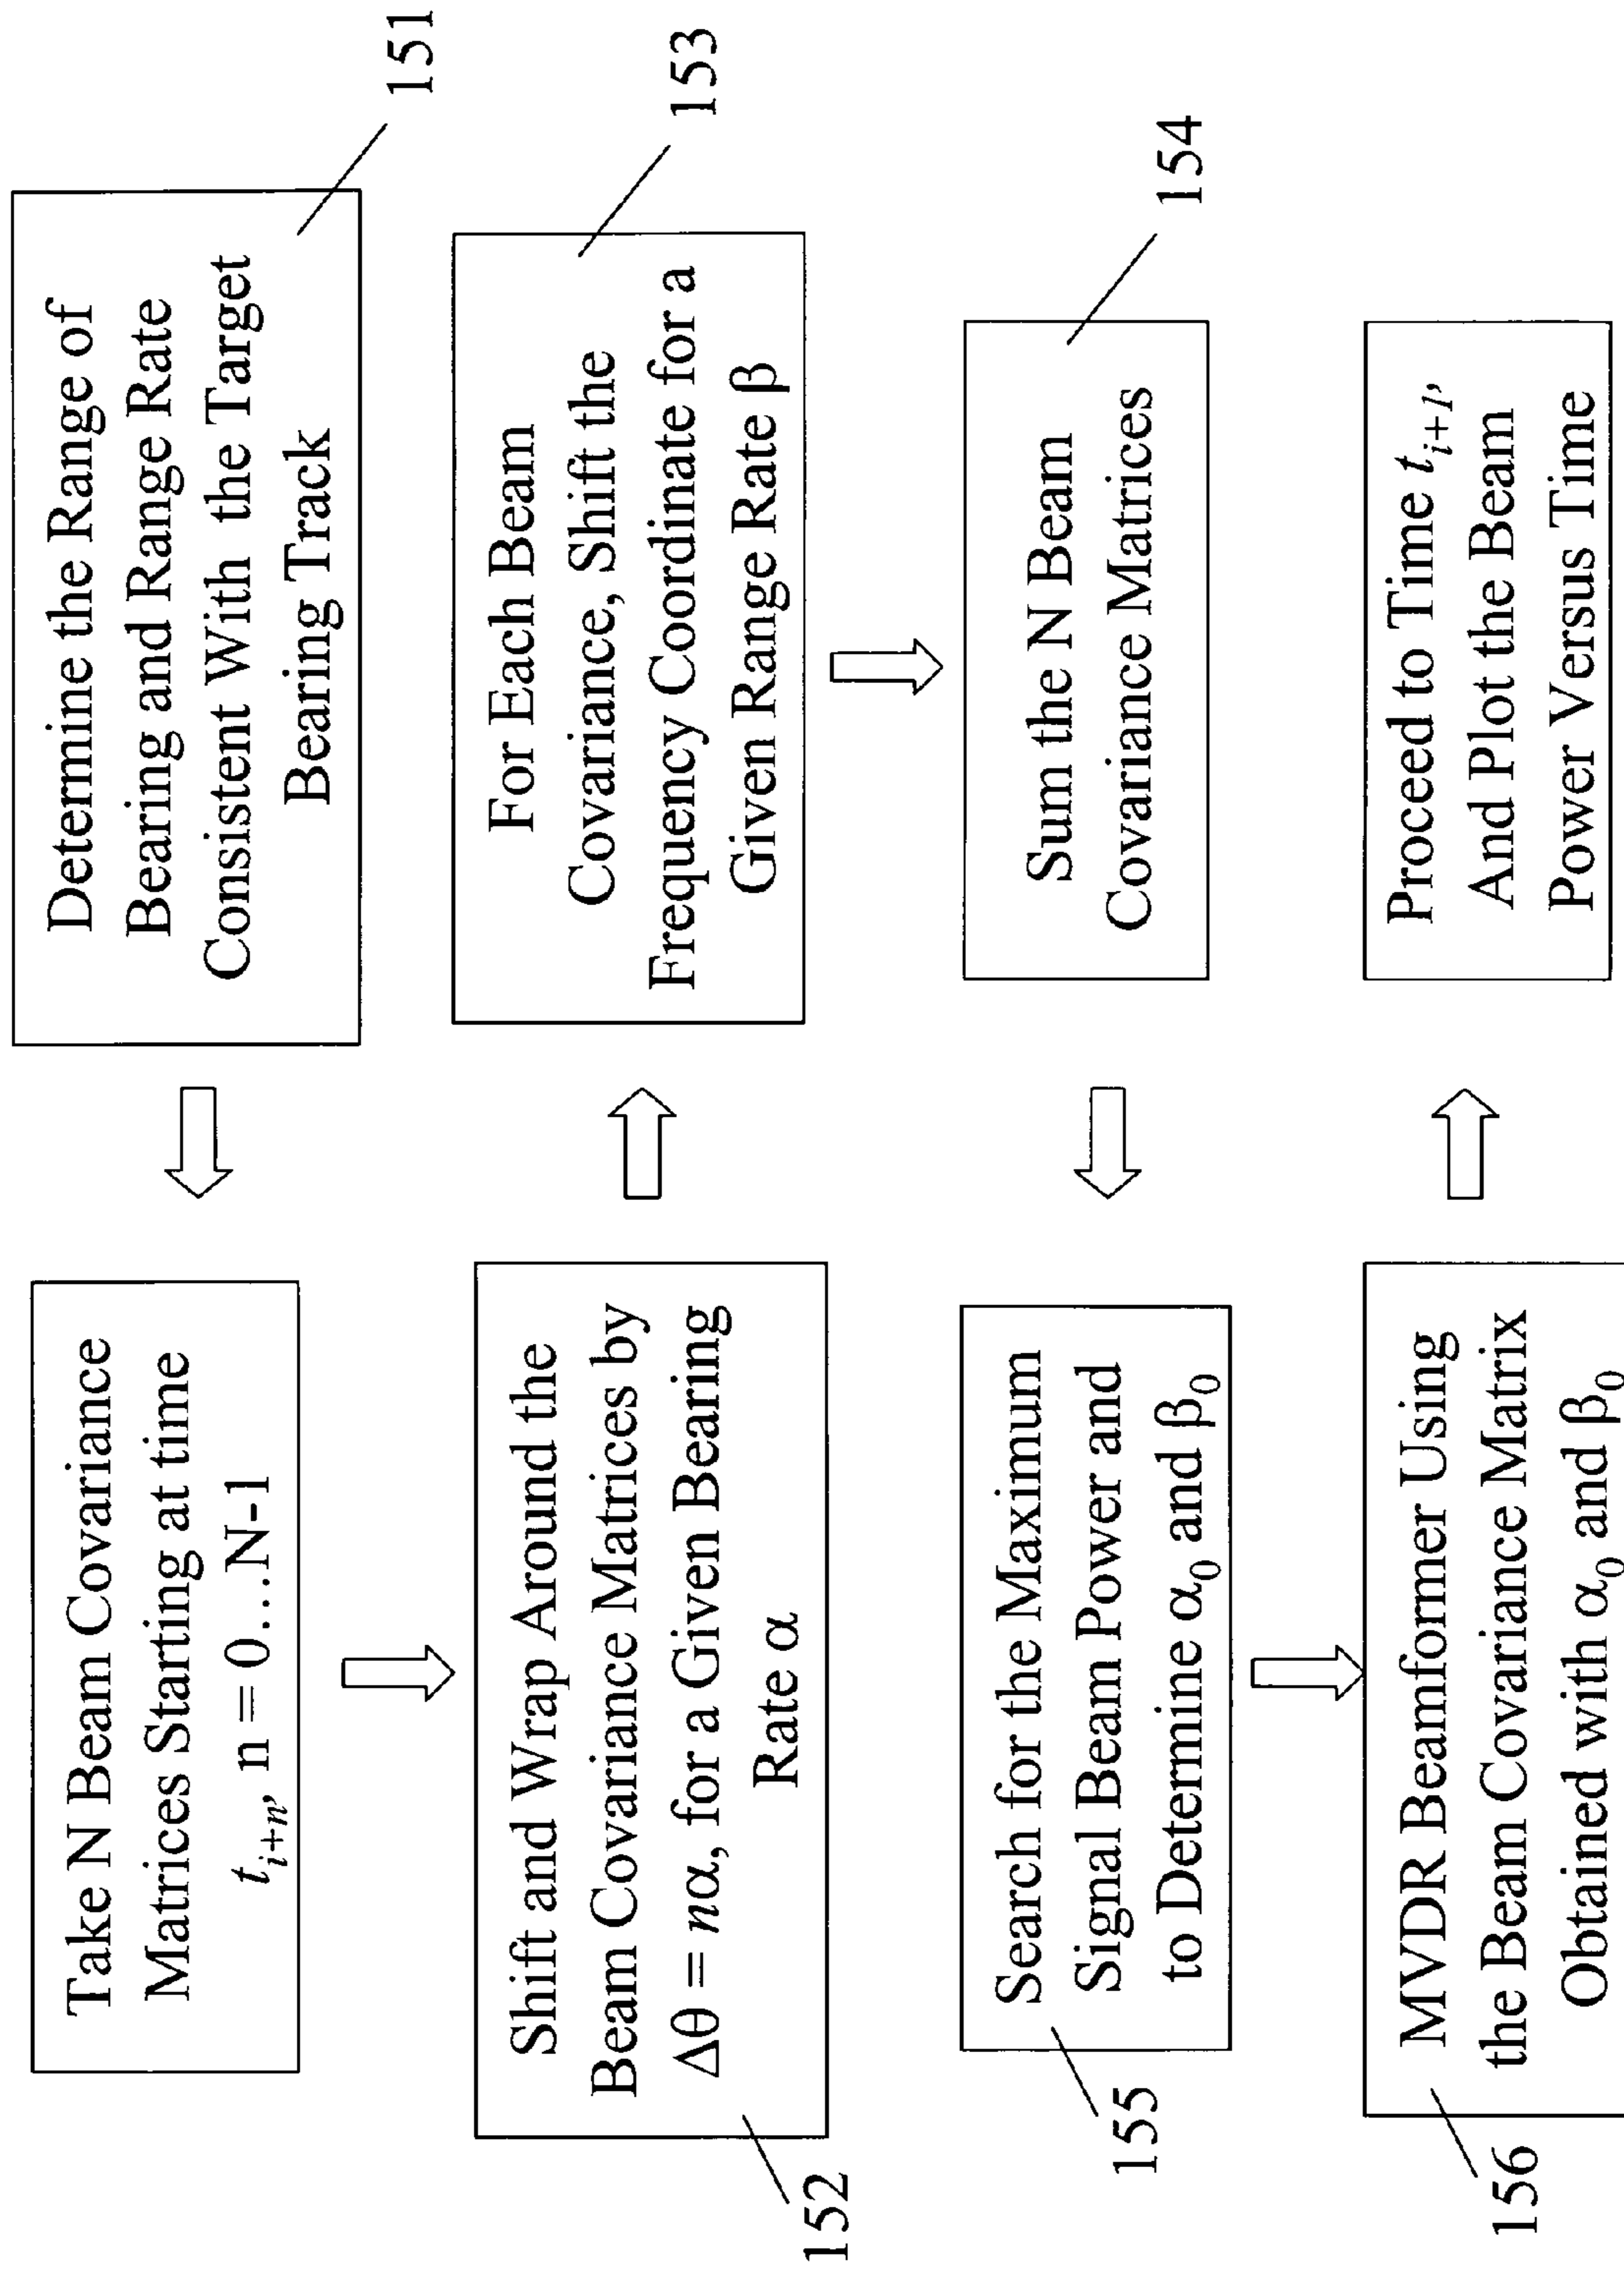 Take N Beam Covariance
Matrices Starting at time
t_{i+n}, n = 0…N-1
Determine the Range of
Bearing and Range Rate
Consistent With the Target
Bearing Track
151
Shift and Wrap Around the
Beam Covariance Matrices by
Δθ = nα, for a Given Bearing
Rate α
152
For Each Beam
Covariance, Shift the
Frequency Coordinate for a
Given Range Rate β
153
Search for the Maximum
Signal Beam Power and
to Determine α₀ and β₀
155
Sum the N Beam
Covariance Matrices
154
MVDR Beamformer Using
the Beam Covariance Matrix
Obtained with α₀ and β₀
156
Proceed to Time t_{i+1},
And Plot the Beam
Power Versus Time